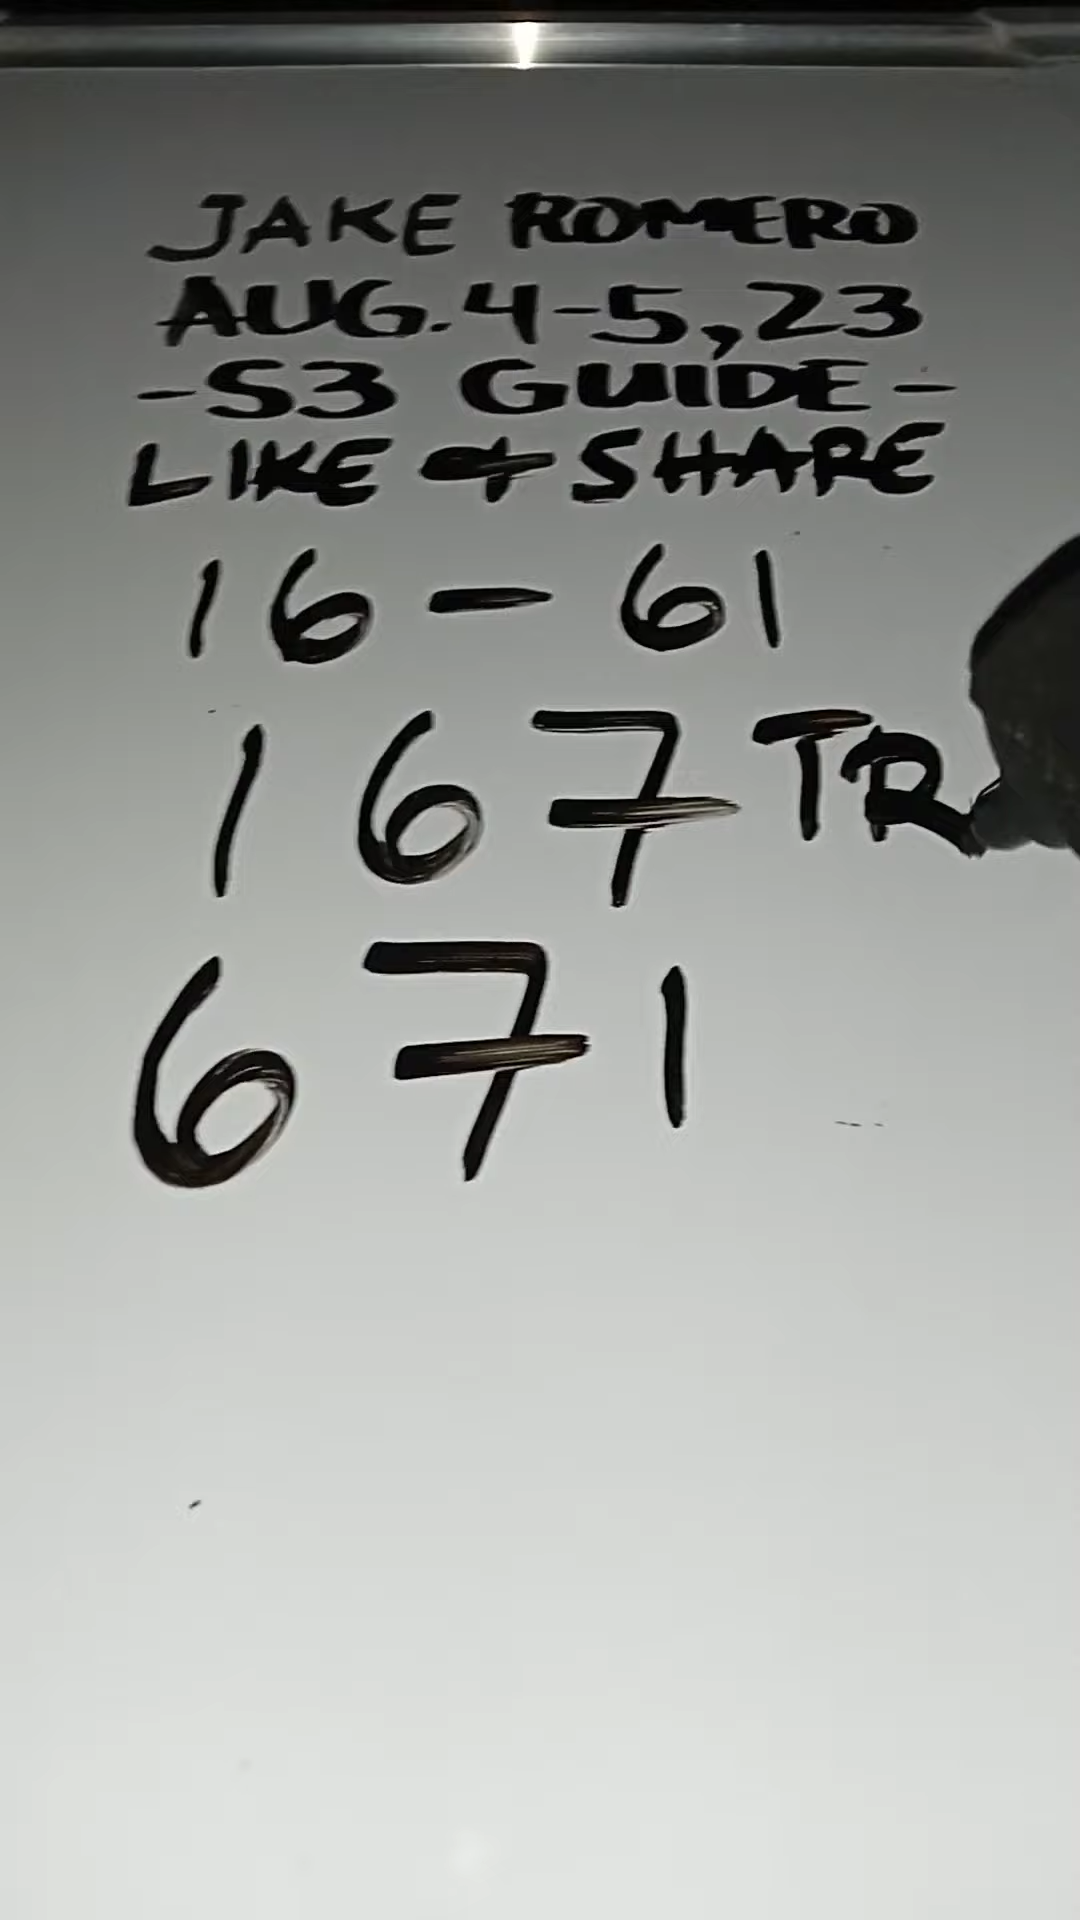 JAKE ROMERO
AUG. 4-5, 23
-S3 GUIDE-
LIKE & SHARE
16 - 61
167 TR
671